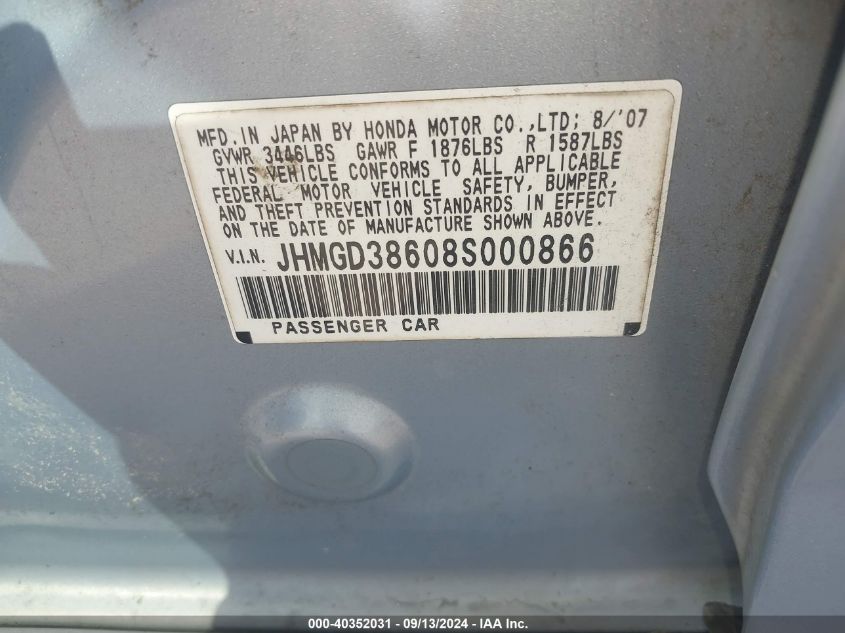 MFD. IN JAPAN BY HONDA MOTOR CO.,LTD; 8/'07
GVWR 3446LBS GAWR F 1876LBS R 1587LBS
THIS VEHICLE CONFORMS TO ALL APPLICABLE
FEDERAL MOTOR VEHICLE SAFETY, BUMPER,
AND THEFT PREVENTION STANDARDS IN EFFECT
ON THE DATE OF MANUFACTURE SHOWN ABOVE.
V.I.N. JHMGD38608S000866
PASSENGER CAR
000-40352031 - 09/13/2024 - IAAI Inc.